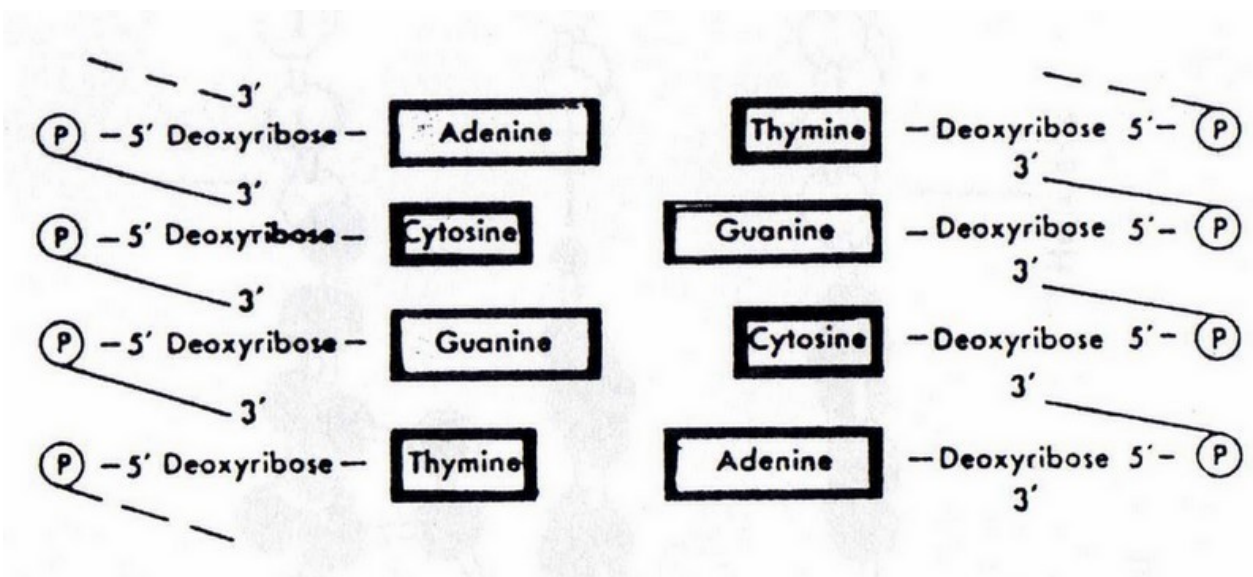 3′
P 5′ Deoxyribose Adenine Thymine Deoxyribose 5′ P
3′ 3′
P 5′ Deoxyribose Cytosine Guanine Deoxyribose 5′ P
3′ 3′
P 5′ Deoxyribose Guanine Cytosine Deoxyribose 5′ P
3′ 3′
P 5′ Deoxyribose Thymine Adenine Deoxyribose 5′ P
3′